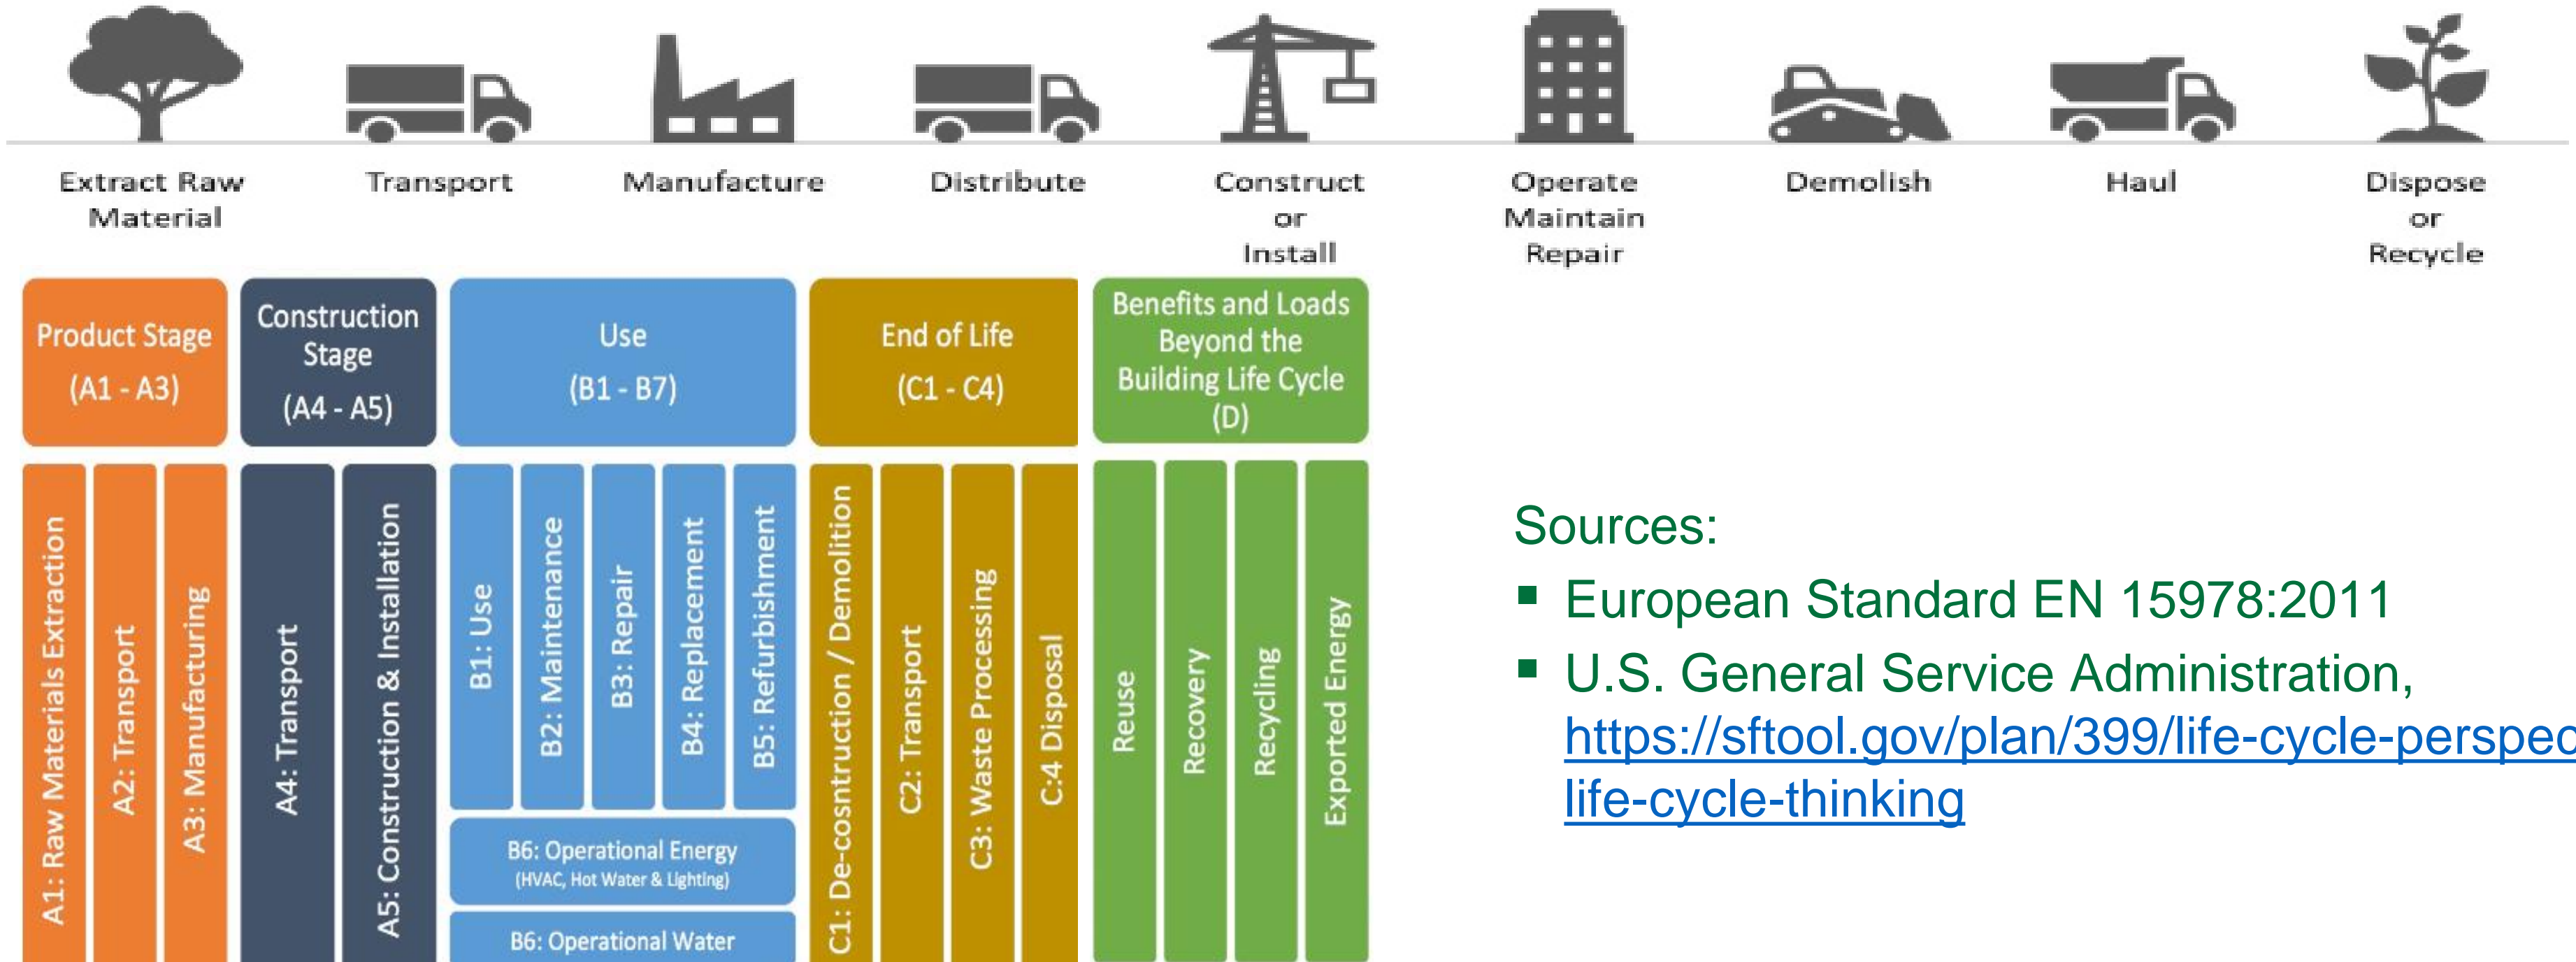 Extract Raw
Material
Transport
Manufacture
Distribute
Construct
or
Install
Operate
Maintain
Repair
Demolish
Haul
Dispose
or
Recycle
Product Stage
(A1 - A3)
Construction
Stage
(A4 - A5)
Use
(B1 - B7)
End of Life
(C1 - C4)
Benefits and Loads
Beyond the
Building Life Cycle
(D)
A1: Raw Materials Extraction
A2: Transport
A3: Manufacturing
A4: Transport
A5: Construction & Installation
B1: Use
B2: Maintenance
B3: Repair
B4: Replacement
B5: Refurbishment
B6: Operational Energy
(HVAC, Hot Water & Lighting)
B6: Operational Water
C1: De-cosntruction / Demolition
C2: Transport
C3: Waste Processing
C:4 Disposal
Reuse
Recovery
Recycling
Exported Energy
Sources:
▪ European Standard EN 15978:2011
▪ U.S. General Service Administration,
https://sftool.gov/plan/399/life-cycle-perspec
life-cycle-thinking